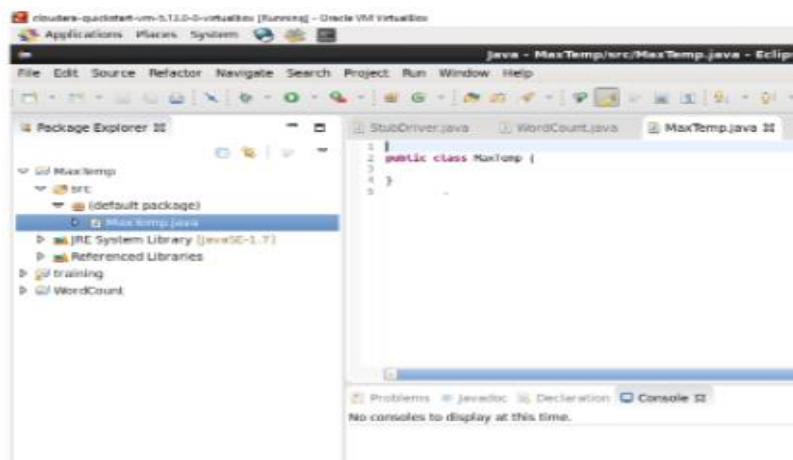 cloudera-quickstart-vm-5.13.0-0-virtualbox [Running] - Oracle VM VirtualBox
Applications Places System
Java - MaxTemp/src/MaxTemp.java - Eclips
File Edit Source Refactor Navigate Search Project Run Window Help
Package Explorer
StubDriver.java WordCount.java MaxTemp.java
1
2 public class MaxTemp {
3
4 }
5
MaxTemp
src
(default package)
MaxTemp.java
JRE System Library [JavaSE-1.7]
Referenced Libraries
training
WordCount
Problems Javadoc Declaration Console
No consoles to display at this time.